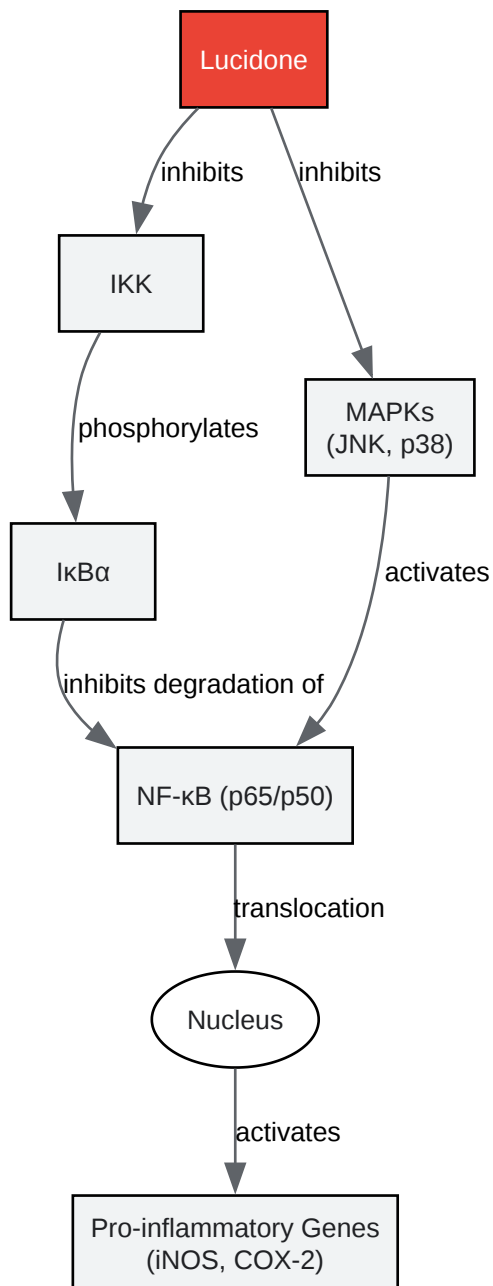 Lucidone
inhibits
inhibits
IKK
MAPKs
(JNK, p38)
phosphorylates
IκBα
activates
inhibits degradation of
NF-κB (p65/p50)
translocation
Nucleus
activates
Pro-inflammatory Genes
(iNOS, COX-2)